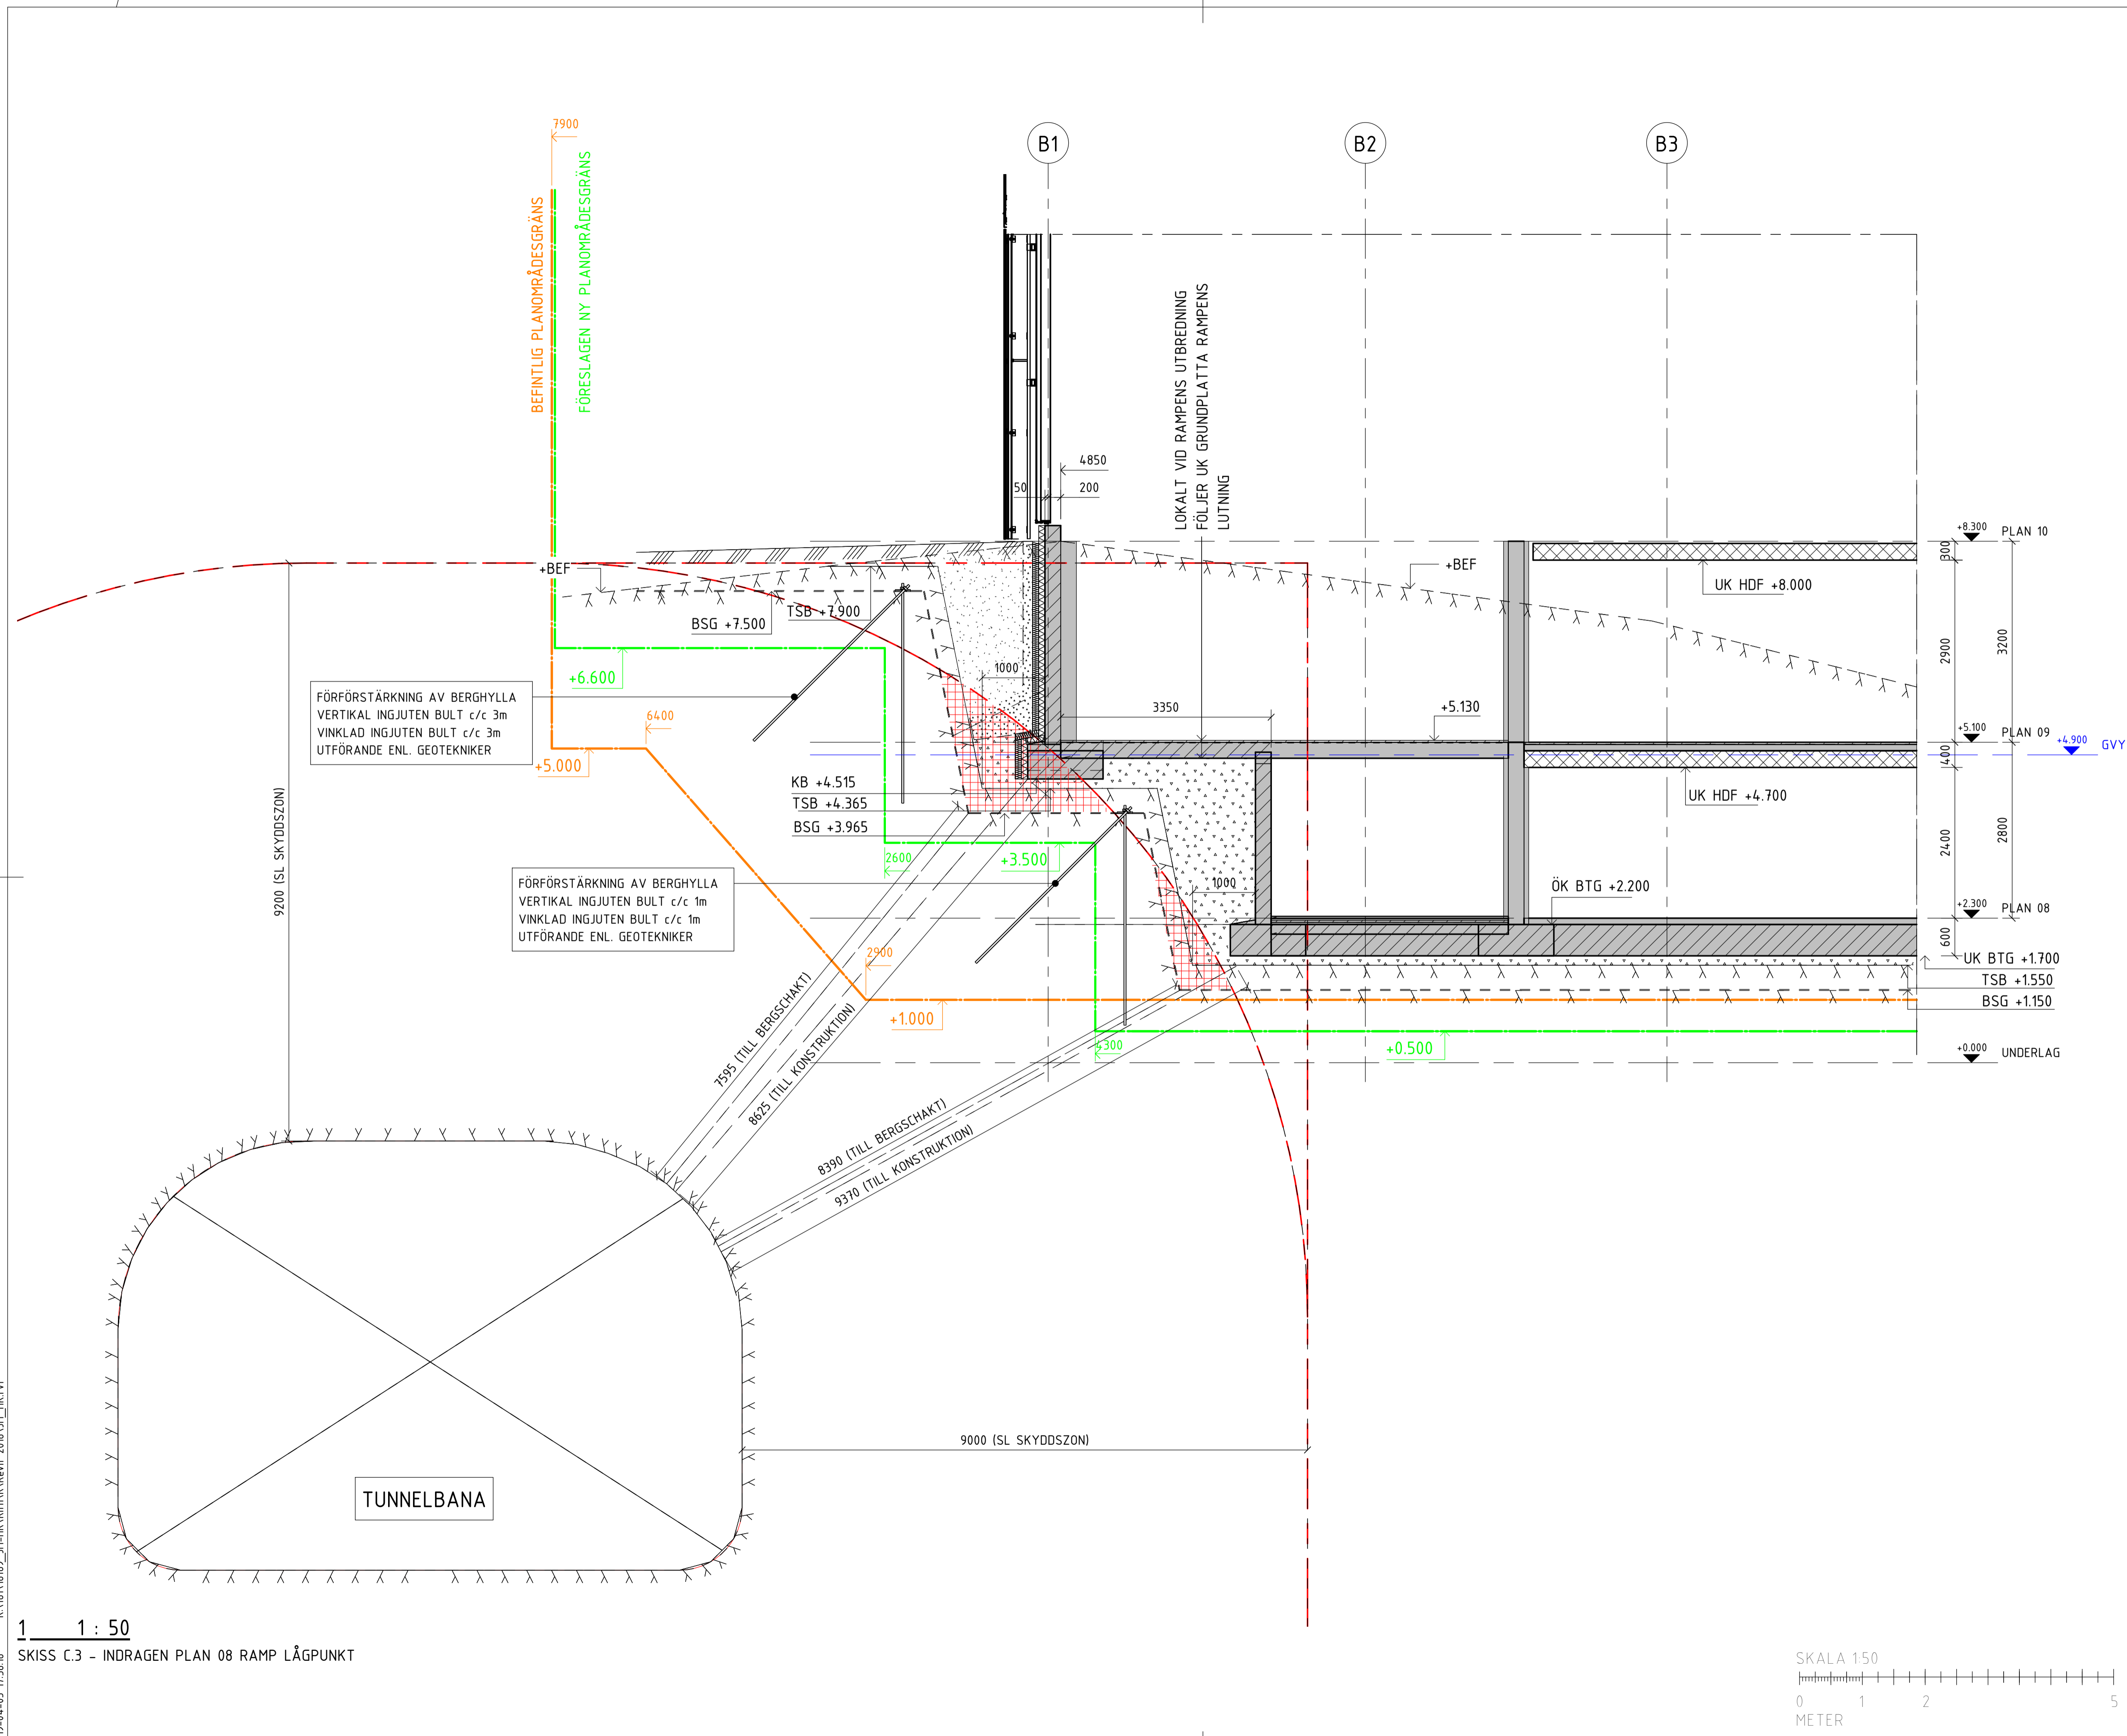 7900
BEFINTLIG PLANOMRÅDESGRÄNS
FÖRESLAGEN NY PLANOMRÅDESGRÄNS
B1
B2
B3
4850
50
200
LOKALT VID RAMPENS UTBREDNING
FÖLJER UK GRUNDPLATTA RAMPENS
LUTNING
+8.300
PLAN 10
300
+BEF
+BEF
UK HDF +8.000
TSB +7.900
BSG +7.500
2900
3200
+6.600
1000
FÖRFÖRSTÄRKNING AV BERGHYLLA
VERTIKAL INGJUTEN BULT c/c 3m
VINKLAD INGJUTEN BULT c/c 3m
UTFÖRANDE ENL. GEOTEKNIKER
6400
3350
+5.130
+5.100
PLAN 09
+4.900
GVY
+5.000
400
KB +4.515
TSB +4.365
BSG +3.965
UK HDF +4.700
9200 (SL SKYDDSZON)
2400
2800
2600
+3.500
FÖRFÖRSTÄRKNING AV BERGHYLLA
VERTIKAL INGJUTEN BULT c/c 1m
VINKLAD INGJUTEN BULT c/c 1m
UTFÖRANDE ENL. GEOTEKNIKER
1000
ÖK BTG +2.200
+2.300
PLAN 08
600
2900
UK BTG +1.700
TSB +1.550
BSG +1.150
+1.000
4300
+0.500
+0.000
UNDERLAG
7595 (TILL BERGSCHAKT)
8625 (TILL KONSTRUKTION)
8390 (TILL BERGSCHAKT)
9370 (TILL KONSTRUKTION)
9000 (SL SKYDDSZON)
TUNNELBANA
1 1 : 50
SKISS C.3 - INDRAGEN PLAN 08 RAMP LÅGPUNKT
SKALA 1:50
0 1 2 5
METER